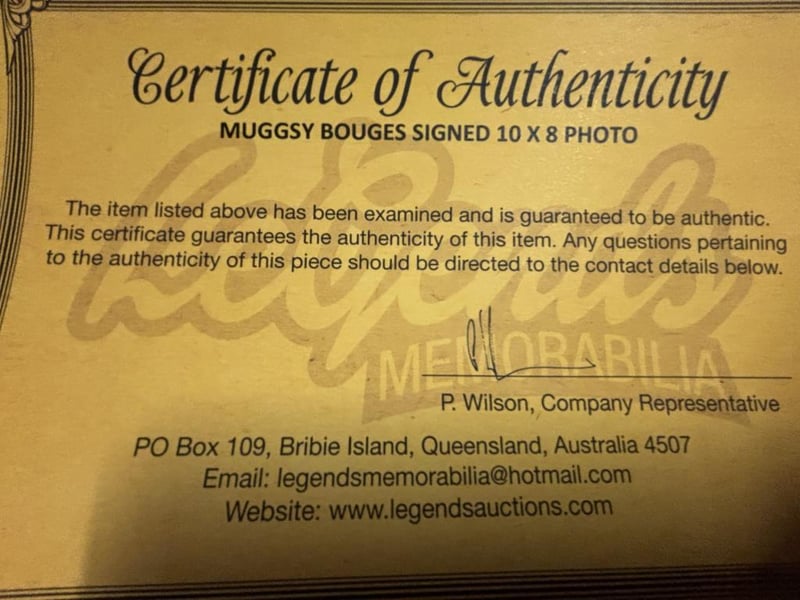 Certificate of Authenticity
MUGGSY BOUGES SIGNED 10 X 8 PHOTO
The item listed above has been examined and is guaranteed to be authentic.
This certificate guarantees the authenticity of this item. Any questions pertaining
to the authenticity of this piece should be directed to the contact details below.
Legends
MEMORABILIA
P. Wilson, Company Representative
PO Box 109, Bribie Island, Queensland, Australia 4507
Email: legendsmemorabilia@hotmail.com
Website: www.legendsauctions.com